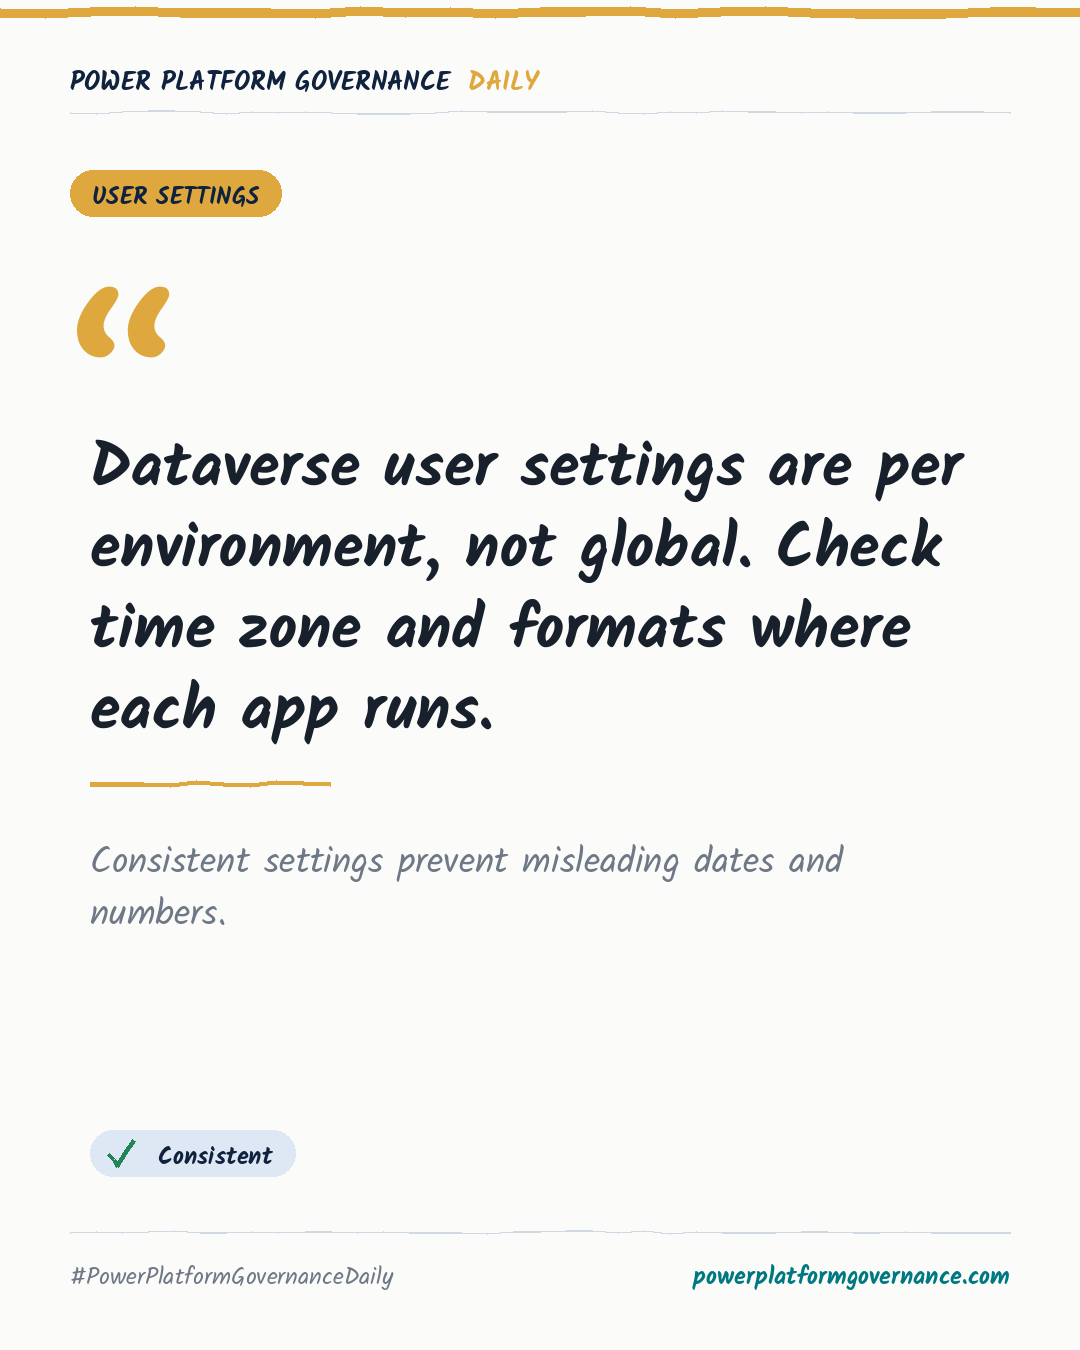 POWER PLATFORM GOVERNANCE DAILY
USER SETTINGS
“
Dataverse user settings are per
environment, not global. Check
time zone and formats where
each app runs.
Consistent settings prevent misleading dates and
numbers.
✓ Consistent
#PowerPlatformGovernanceDaily powerplatformgovernance.com